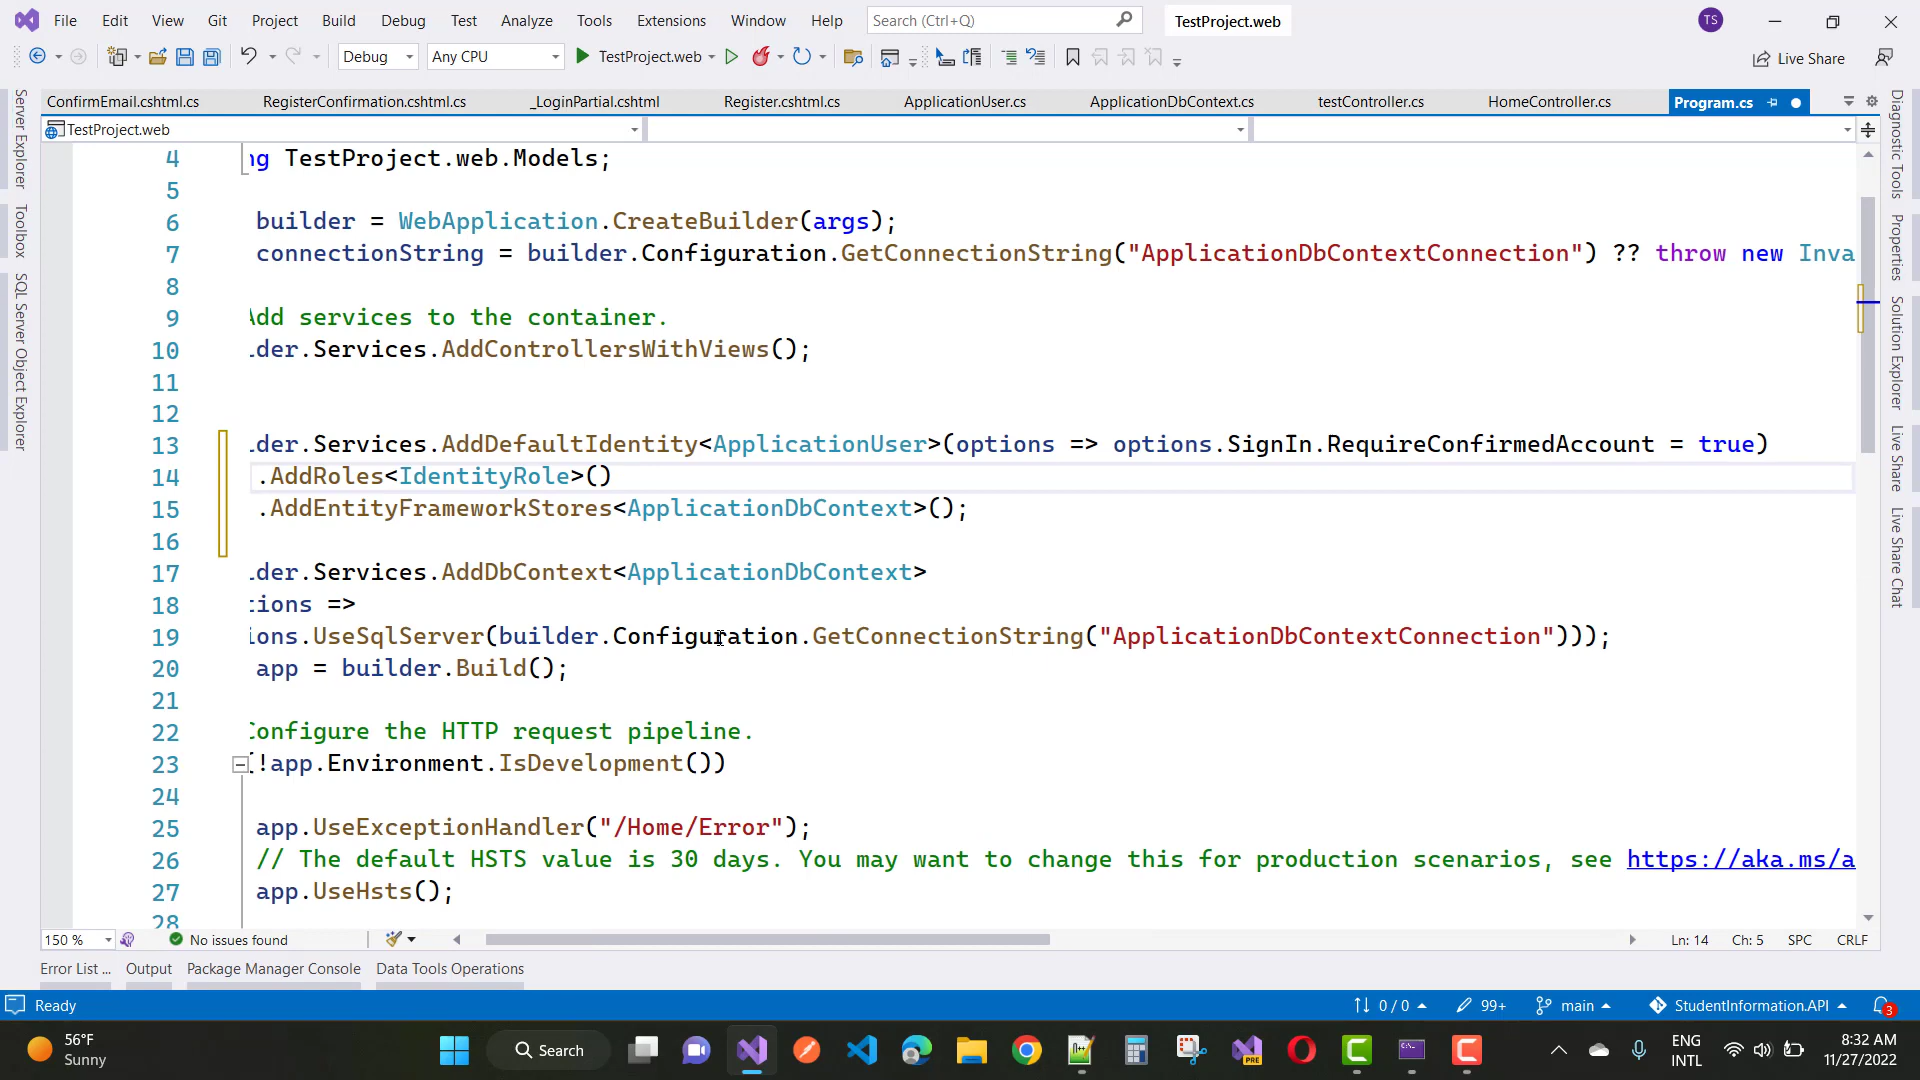 File Edit View Git Project Build Debug Test Analyze Tools Extensions Window Help Search (Ctrl+Q) TestProject.web TS
Debug Any CPU TestProject.web Live Share
ConfirmEmail.cshtml.cs RegisterConfirmation.cshtml.cs _LoginPartial.cshtml Register.cshtml.cs ApplicationUser.cs ApplicationDbContext.cs testController.cs HomeController.cs Program.cs
TestProject.web
Server Explorer
Toolbox
SQL Server Object Explorer
4 ng TestProject.web.Models;
5
6 builder = WebApplication.CreateBuilder(args);
7 connectionString = builder.Configuration.GetConnectionString("ApplicationDbContextConnection") ?? throw new Inva
8
9 Add services to the container.
10 lder.Services.AddControllersWithViews();
11
12
13 lder.Services.AddDefaultIdentity<ApplicationUser>(options => options.SignIn.RequireConfirmedAccount = true)
14 .AddRoles<IdentityRole>()
15 .AddEntityFrameworkStores<ApplicationDbContext>();
16
17 lder.Services.AddDbContext<ApplicationDbContext>
18 tions =>
19 ions.UseSqlServer(builder.Configuration.GetConnectionString("ApplicationDbContextConnection")));
20 app = builder.Build();
21
22 Configure the HTTP request pipeline.
23 (!app.Environment.IsDevelopment())
24
25 app.UseExceptionHandler("/Home/Error");
26 // The default HSTS value is 30 days. You may want to change this for production scenarios, see https://aka.ms/a
27 app.UseHsts();
28
Diagnostic Tools
Properties
Solution Explorer
Live Share
Live Share Chat
150 % No issues found Ln: 14 Ch: 5 SPC CRLF
Error List ... Output Package Manager Console Data Tools Operations
Ready 0 / 0 99+ main StudentInformation.API 3
56°F
Sunny
Search
PRE
ENG
INTL
8:32 AM
11/27/2022